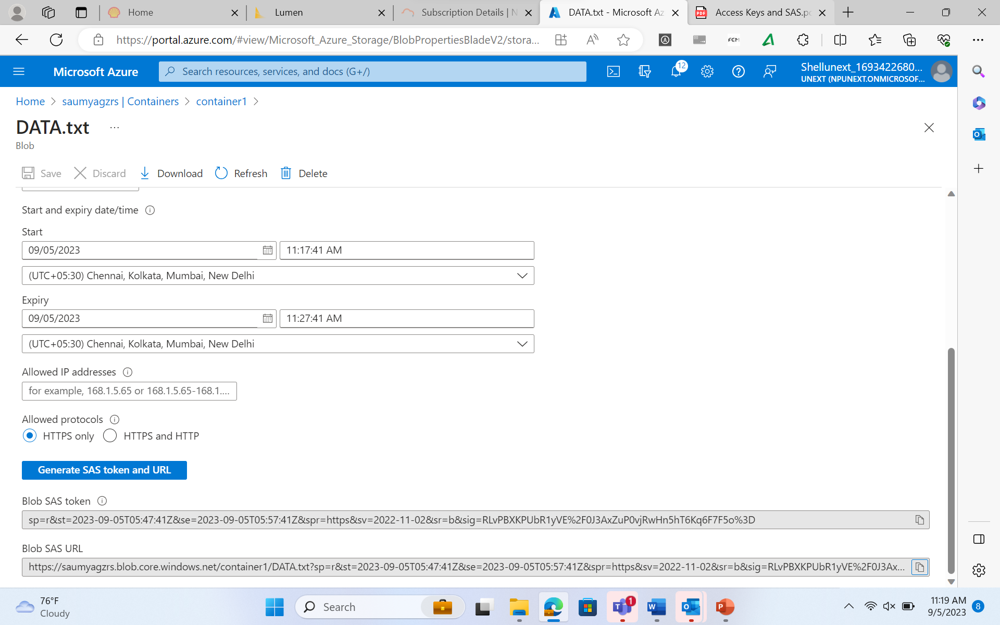 Home
Lumen
Subscription Details | N
DATA.txt - Microsoft Az
PDF
Access Keys and SAS.p
https://portal.azure.com/#view/Microsoft_Azure_Storage/BlobPropertiesBladeV2/stora...
FCM
Microsoft Azure
Search resources, services, and docs (G+/)
12
Shellunext_1693422680...
UNEXT (NPUNEXT.ONMICROSOF...
Home > saumyagzrs | Containers > container1 >
DATA.txt ...
Blob
Save
Discard
Download
Refresh
Delete
Start and expiry date/time
Start
09/05/2023
11:17:41 AM
(UTC+05:30) Chennai, Kolkata, Mumbai, New Delhi
Expiry
09/05/2023
11:27:41 AM
(UTC+05:30) Chennai, Kolkata, Mumbai, New Delhi
Allowed IP addresses
for example, 168.1.5.65 or 168.1.5.65-168.1....
Allowed protocols
HTTPS only
HTTPS and HTTP
Generate SAS token and URL
Blob SAS token
sp=r&st=2023-09-05T05:47:41Z&se=2023-09-05T05:57:41Z&spr=https&sv=2022-11-02&sr=b&sig=RLvPBXKPUbR1yVE%2F0J3AxZuP0vjRwHn5hT6Kq6F7F5o%3D
Blob SAS URL
https://saumyagzrs.blob.core.windows.net/container1/DATA.txt?sp=r&st=2023-09-05T05:47:41Z&se=2023-09-05T05:57:41Z&spr=https&sv=2022-11-02&sr=b&sig=RLvPBXKPUbR1yVE%2F0J3Ax...
76°F
Cloudy
Search
1
11:19 AM
9/5/2023
8